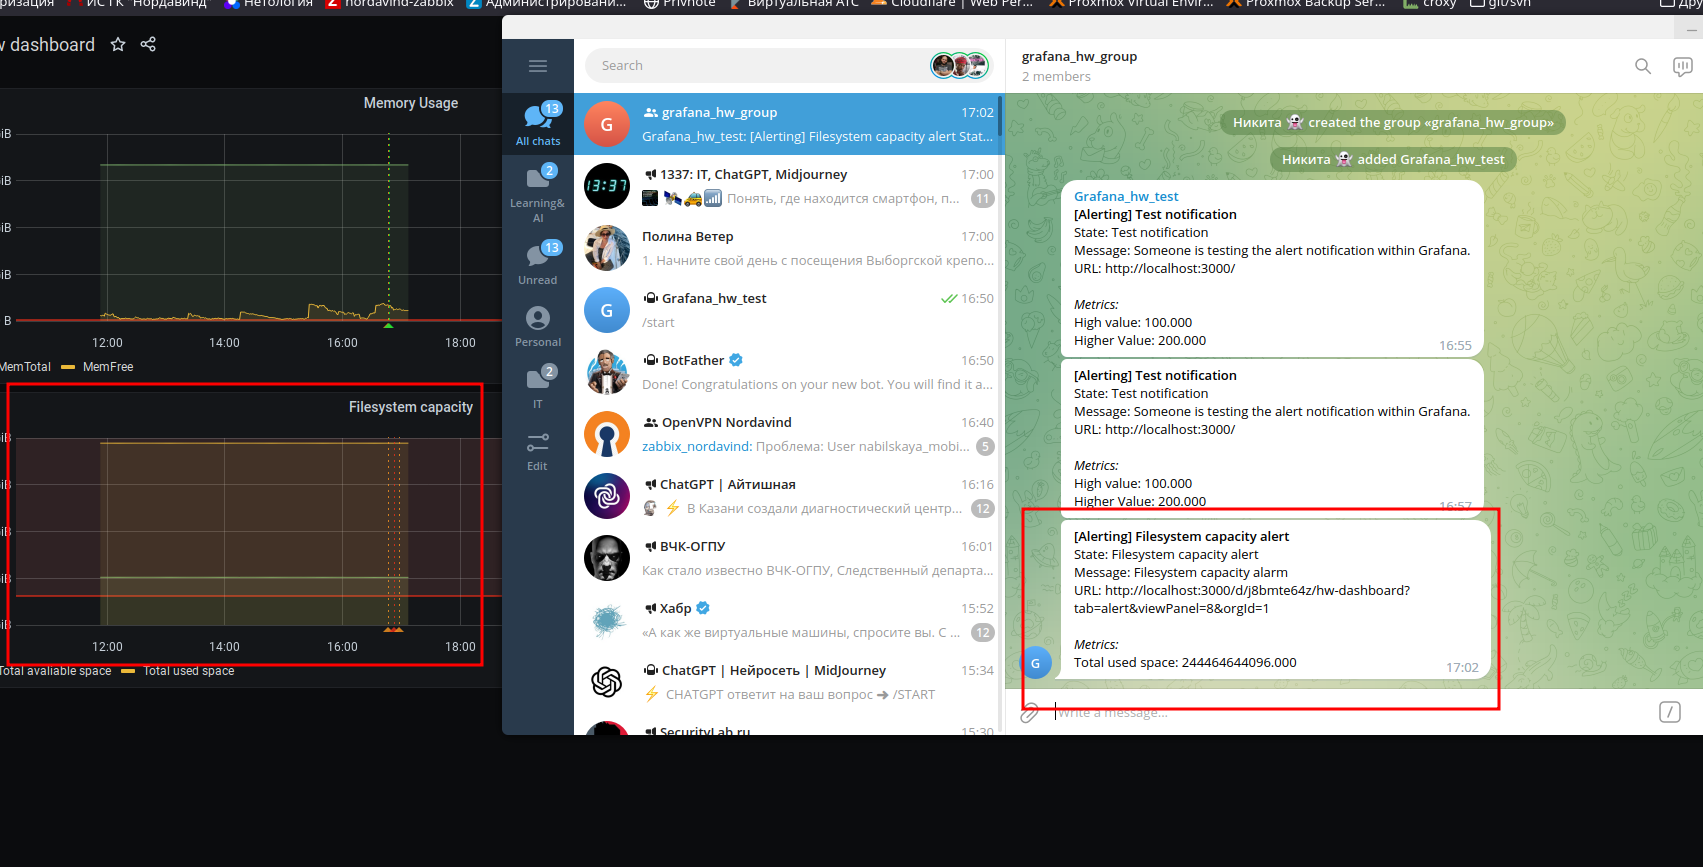 ризация ИС ТК "Нордавинд" Нетология nordavind-zabbix Администрировани... Privnote Виртуальная АТС Cloudflare | Web Per... Proxmox Virtual Envir... Proxmox Backup Ser... croxy git/svn Дру
w dashboard
Memory Usage
iB
iB
iB
iB
B
12:00 14:00 16:00 18:00
MemTotal MemFree
Filesystem capacity
iB
iB
iB
iB
iB
12:00 14:00 16:00 18:00
Total avaliable space Total used space
13
All chats
2
Learning&
AI
13
Unread
Personal
2
IT
Edit
Search
G
grafana_hw_group 17:02
Grafana_hw_test: [Alerting] Filesystem capacity alert Stat...
13:37
1337: IT, ChatGPT, Midjourney 17:00
Понять, где находится смартфон, п... 11
Полина Ветер 17:00
1. Начните свой день с посещения Выборгской крепо...
G
Grafana_hw_test 16:50
/start
BotFather 16:50
Done! Congratulations on your new bot. You will find it a...
OpenVPN Nordavind 16:40
zabbix_nordavind: Проблема: User nabilskaya_mobi... 5
ChatGPT | Айтишная 16:16
⚡ В Казани создали диагностический центр... 12
ВЧК-ОГПУ 16:01
Как стало известно ВЧК-ОГПУ, Следственный департа...
Хабр 15:52
«А как же виртуальные машины, спросите вы. С ... 12
ChatGPT | Нейросеть | MidJourney 15:34
⚡ CHATGPT ответит на ваш вопрос ➔ /START
SecurityLab.ru 15:30
grafana_hw_group
2 members
Никита 👻 created the group «grafana_hw_group»
Никита 👻 added Grafana_hw_test
Grafana_hw_test
[Alerting] Test notification
State: Test notification
Message: Someone is testing the alert notification within Grafana.
URL: http://localhost:3000/
Metrics:
High value: 100.000
Higher Value: 200.000 16:55
[Alerting] Test notification
State: Test notification
Message: Someone is testing the alert notification within Grafana.
URL: http://localhost:3000/
Metrics:
High value: 100.000
Higher Value: 200.000 16:57
[Alerting] Filesystem capacity alert
State: Filesystem capacity alert
Message: Filesystem capacity alarm
URL: http://localhost:3000/d/j8bmte64z/hw-dashboard?
tab=alert&viewPanel=8&orgId=1
Metrics:
Total used space: 244464644096.000 17:02
G
Write a message...